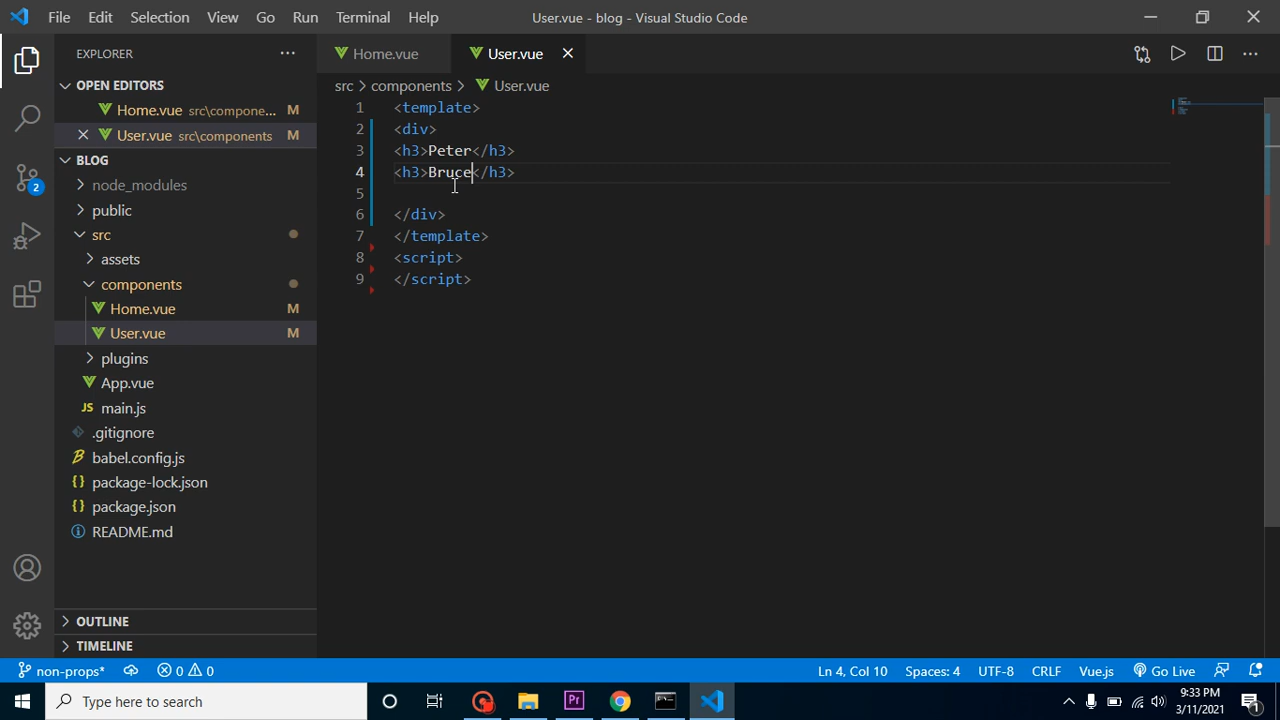 File Edit Selection View Go Run Terminal Help
User.vue - blog - Visual Studio Code
EXPLORER
OPEN EDITORS
Home.vue src\compone... M
User.vue src\components M
BLOG
node_modules
public
src
assets
components
Home.vue M
User.vue M
plugins
App.vue
JS main.js
.gitignore
babel.config.js
{} package-lock.json
{} package.json
README.md
OUTLINE
TIMELINE
2
Home.vue
User.vue
src > components > User.vue
1 <template>
2 <div>
3 <h3>Peter</h3>
4 <h3>Bruce</h3>
5
6 </div>
7 </template>
8 <script>
9 </script>
non-props* 0 0
Ln 4, Col 10 Spaces: 4 UTF-8 CRLF Vue.js Go Live
Type here to search
Pr
9:33 PM
3/11/2021
1